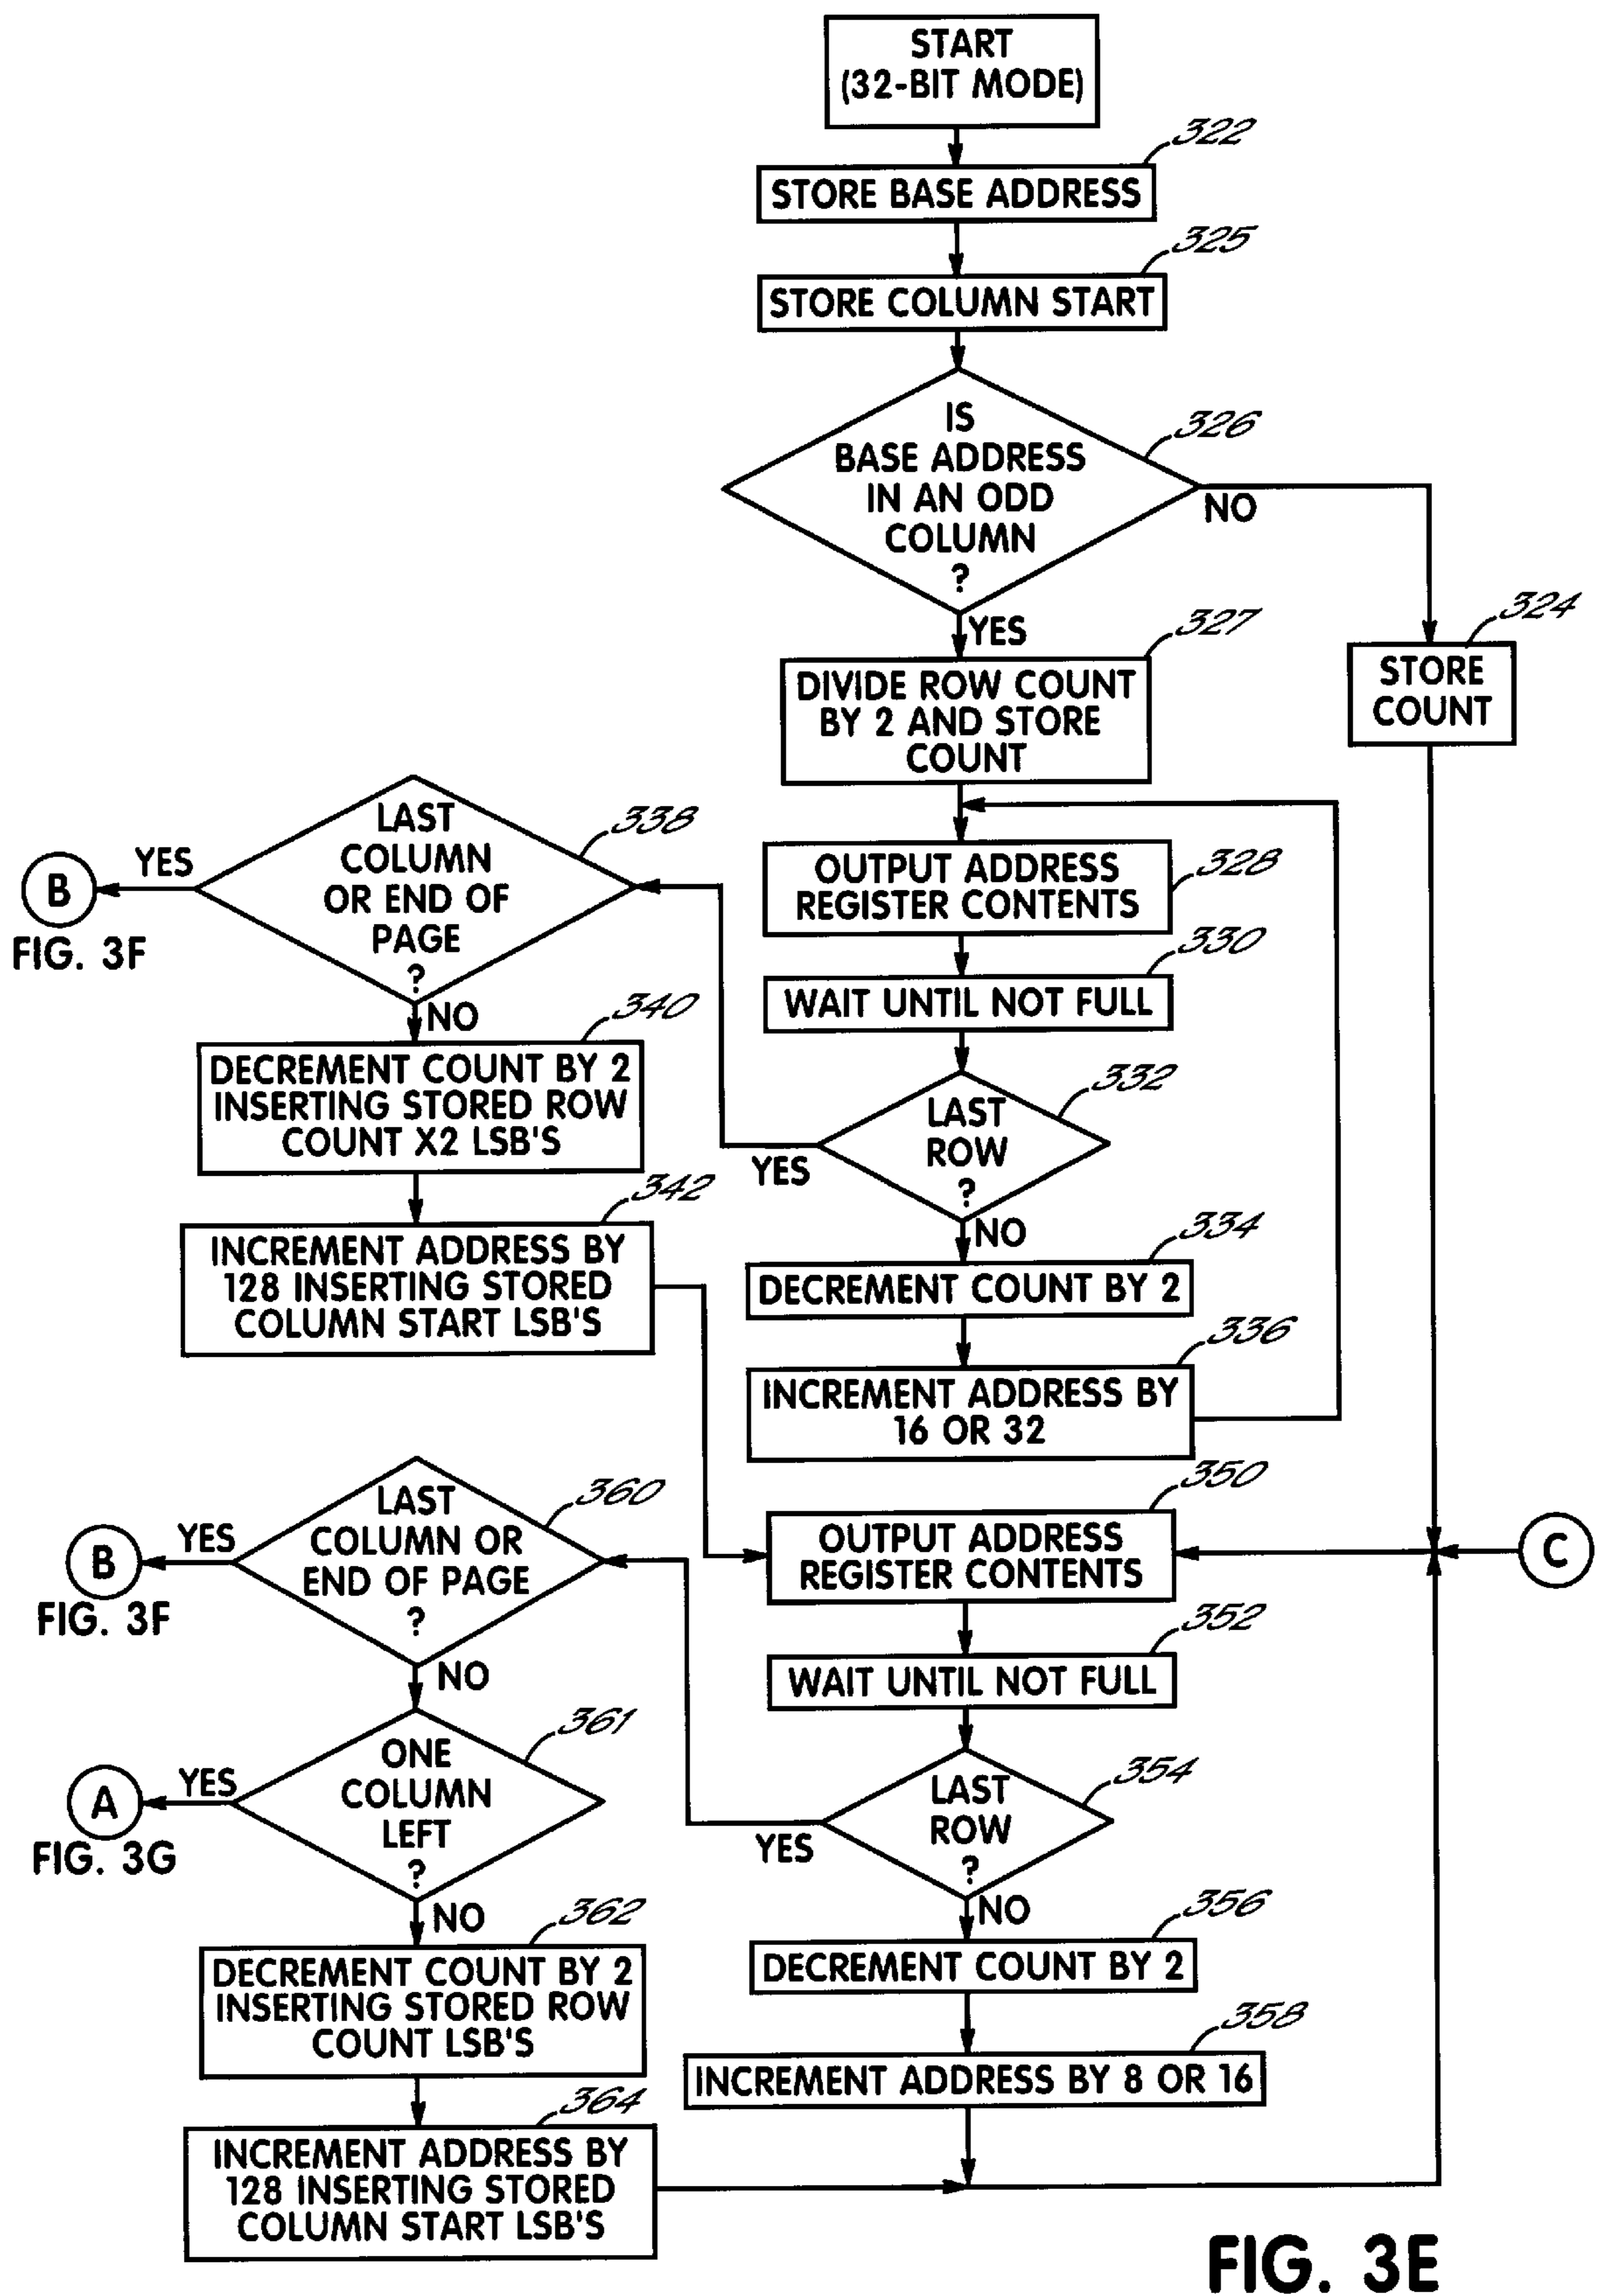 START
(32-BIT MODE)
322
STORE BASE ADDRESS
325
STORE COLUMN START
326
IS
BASE ADDRESS
IN AN ODD
COLUMN
?
NO
YES
327
324
STORE
COUNT
DIVIDE ROW COUNT
BY 2 AND STORE
COUNT
338
LAST
COLUMN
OR END OF
PAGE
?
YES
B
FIG. 3F
NO
328
OUTPUT ADDRESS
REGISTER CONTENTS
330
WAIT UNTIL NOT FULL
340
DECREMENT COUNT BY 2
INSERTING STORED ROW
COUNT X2 LSB'S
332
LAST
ROW
?
YES
NO
342
INCREMENT ADDRESS BY
128 INSERTING STORED
COLUMN START LSB'S
334
DECREMENT COUNT BY 2
336
INCREMENT ADDRESS BY
16 OR 32
360
LAST
COLUMN OR
END OF PAGE
?
YES
B
FIG. 3F
NO
350
OUTPUT ADDRESS
REGISTER CONTENTS
C
352
WAIT UNTIL NOT FULL
361
ONE
COLUMN
LEFT
?
YES
A
FIG. 3G
NO
354
LAST
ROW
?
YES
NO
362
DECREMENT COUNT BY 2
INSERTING STORED ROW
COUNT LSB'S
356
DECREMENT COUNT BY 2
358
INCREMENT ADDRESS BY 8 OR 16
364
INCREMENT ADDRESS BY
128 INSERTING STORED
COLUMN START LSB'S
FIG. 3E